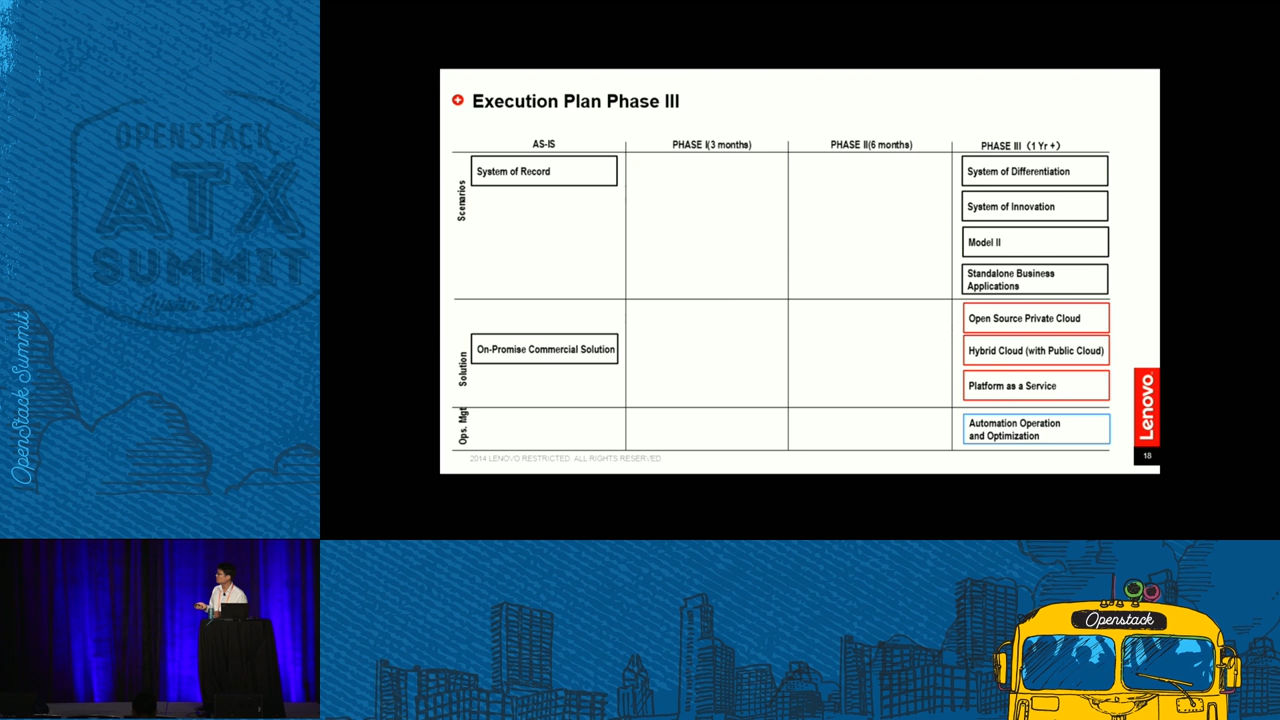 OPENSTACK
ATX
SUMMIT
OpenStack Summit
Execution Plan Phase III
AS-IS
PHASE I(3 months)
PHASE II(6 months)
PHASE III（1 Yr +）
Scenarios
System of Record
System of Differentiation
System of Innovation
Model II
Standalone Business
Applications
Solution
On-Promise Commercial Solution
Open Source Private Cloud
Hybrid Cloud (with Public Cloud)
Platform as a Service
Ops. Mgt
Automation Operation
and Optimization
2014 LENOVO RESTRICTED. ALL RIGHTS RESERVED
Lenovo
18
Openstack